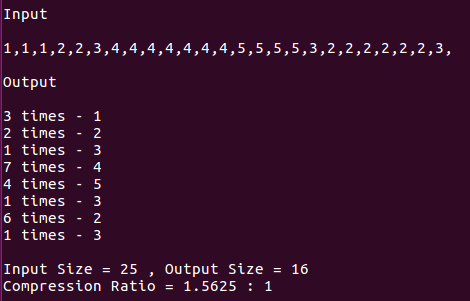 Input
1,1,1,2,2,3,4,4,4,4,4,4,4,5,5,5,5,3,2,2,2,2,2,2,3,
Output
3 times - 1
2 times - 2
1 times - 3
7 times - 4
4 times - 5
1 times - 3
6 times - 2
1 times - 3
Input Size = 25 , Output Size = 16
Compression Ratio = 1.5625 : 1